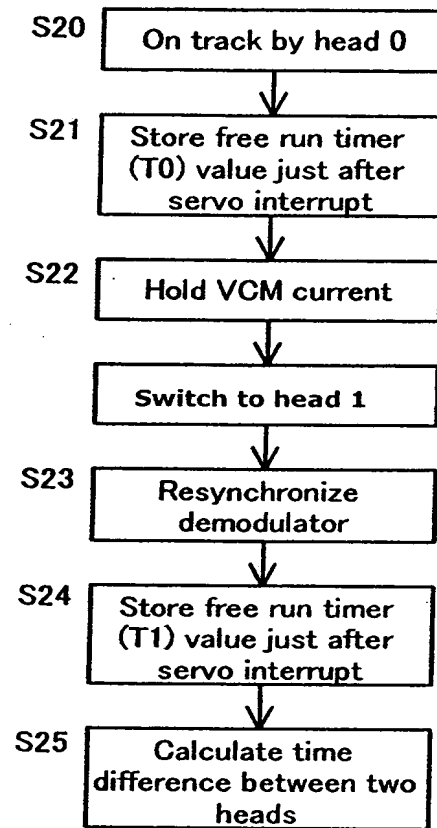 S20
On track by head 0
S21
Store free run timer
(T0) value just after
servo interrupt
S22
Hold VCM current
Switch to head 1
S23
Resynchronize
demodulator
S24
Store free run timer
(T1) value just after
servo interrupt
S25
Calculate time
difference between two
heads